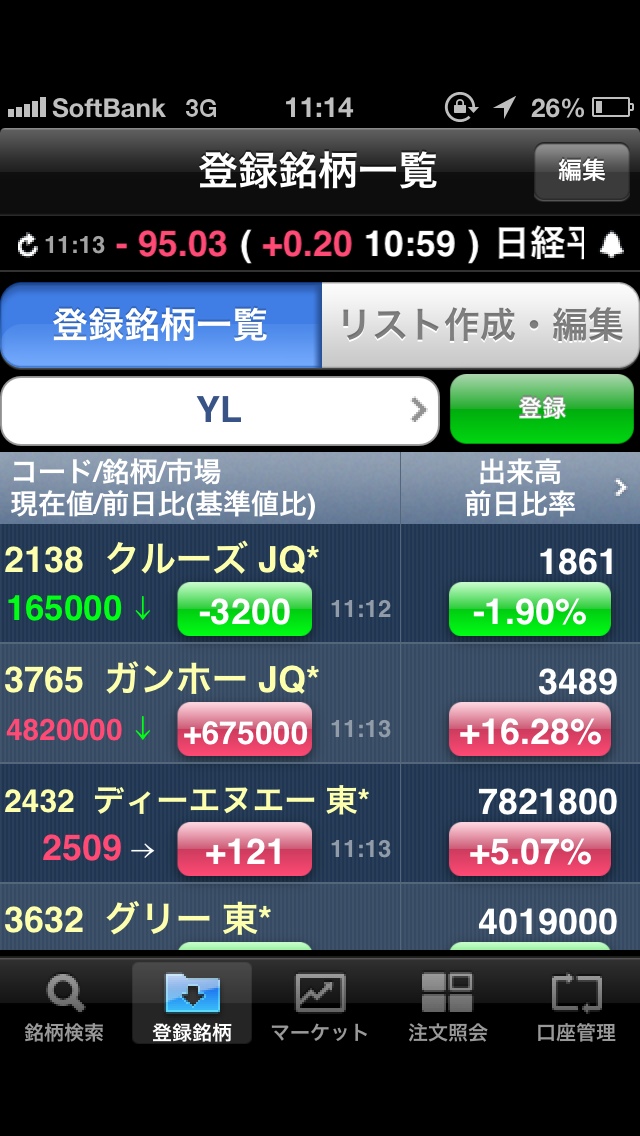 SoftBank 3G 11:14 26%
登録銘柄一覧 編集
11:13 - 95.03 ( +0.20 10:59 ) 日経
登録銘柄一覧 リスト作成・編集
YL 登録
コード/銘柄/市場 出来高
現在値/前日比(基準値比) 前日比率
2138 クルーズ JQ* 1861
165000 ↓ -3200 11:12 -1.90%
3765 ガンホー JQ* 3489
4820000 ↓ +675000 11:13 +16.28%
2432 ディーエヌエー 東* 7821800
2509 → +121 11:13 +5.07%
3632 グリー 東* 4019000
銘柄検索 登録銘柄 マーケット 注文照会 口座管理